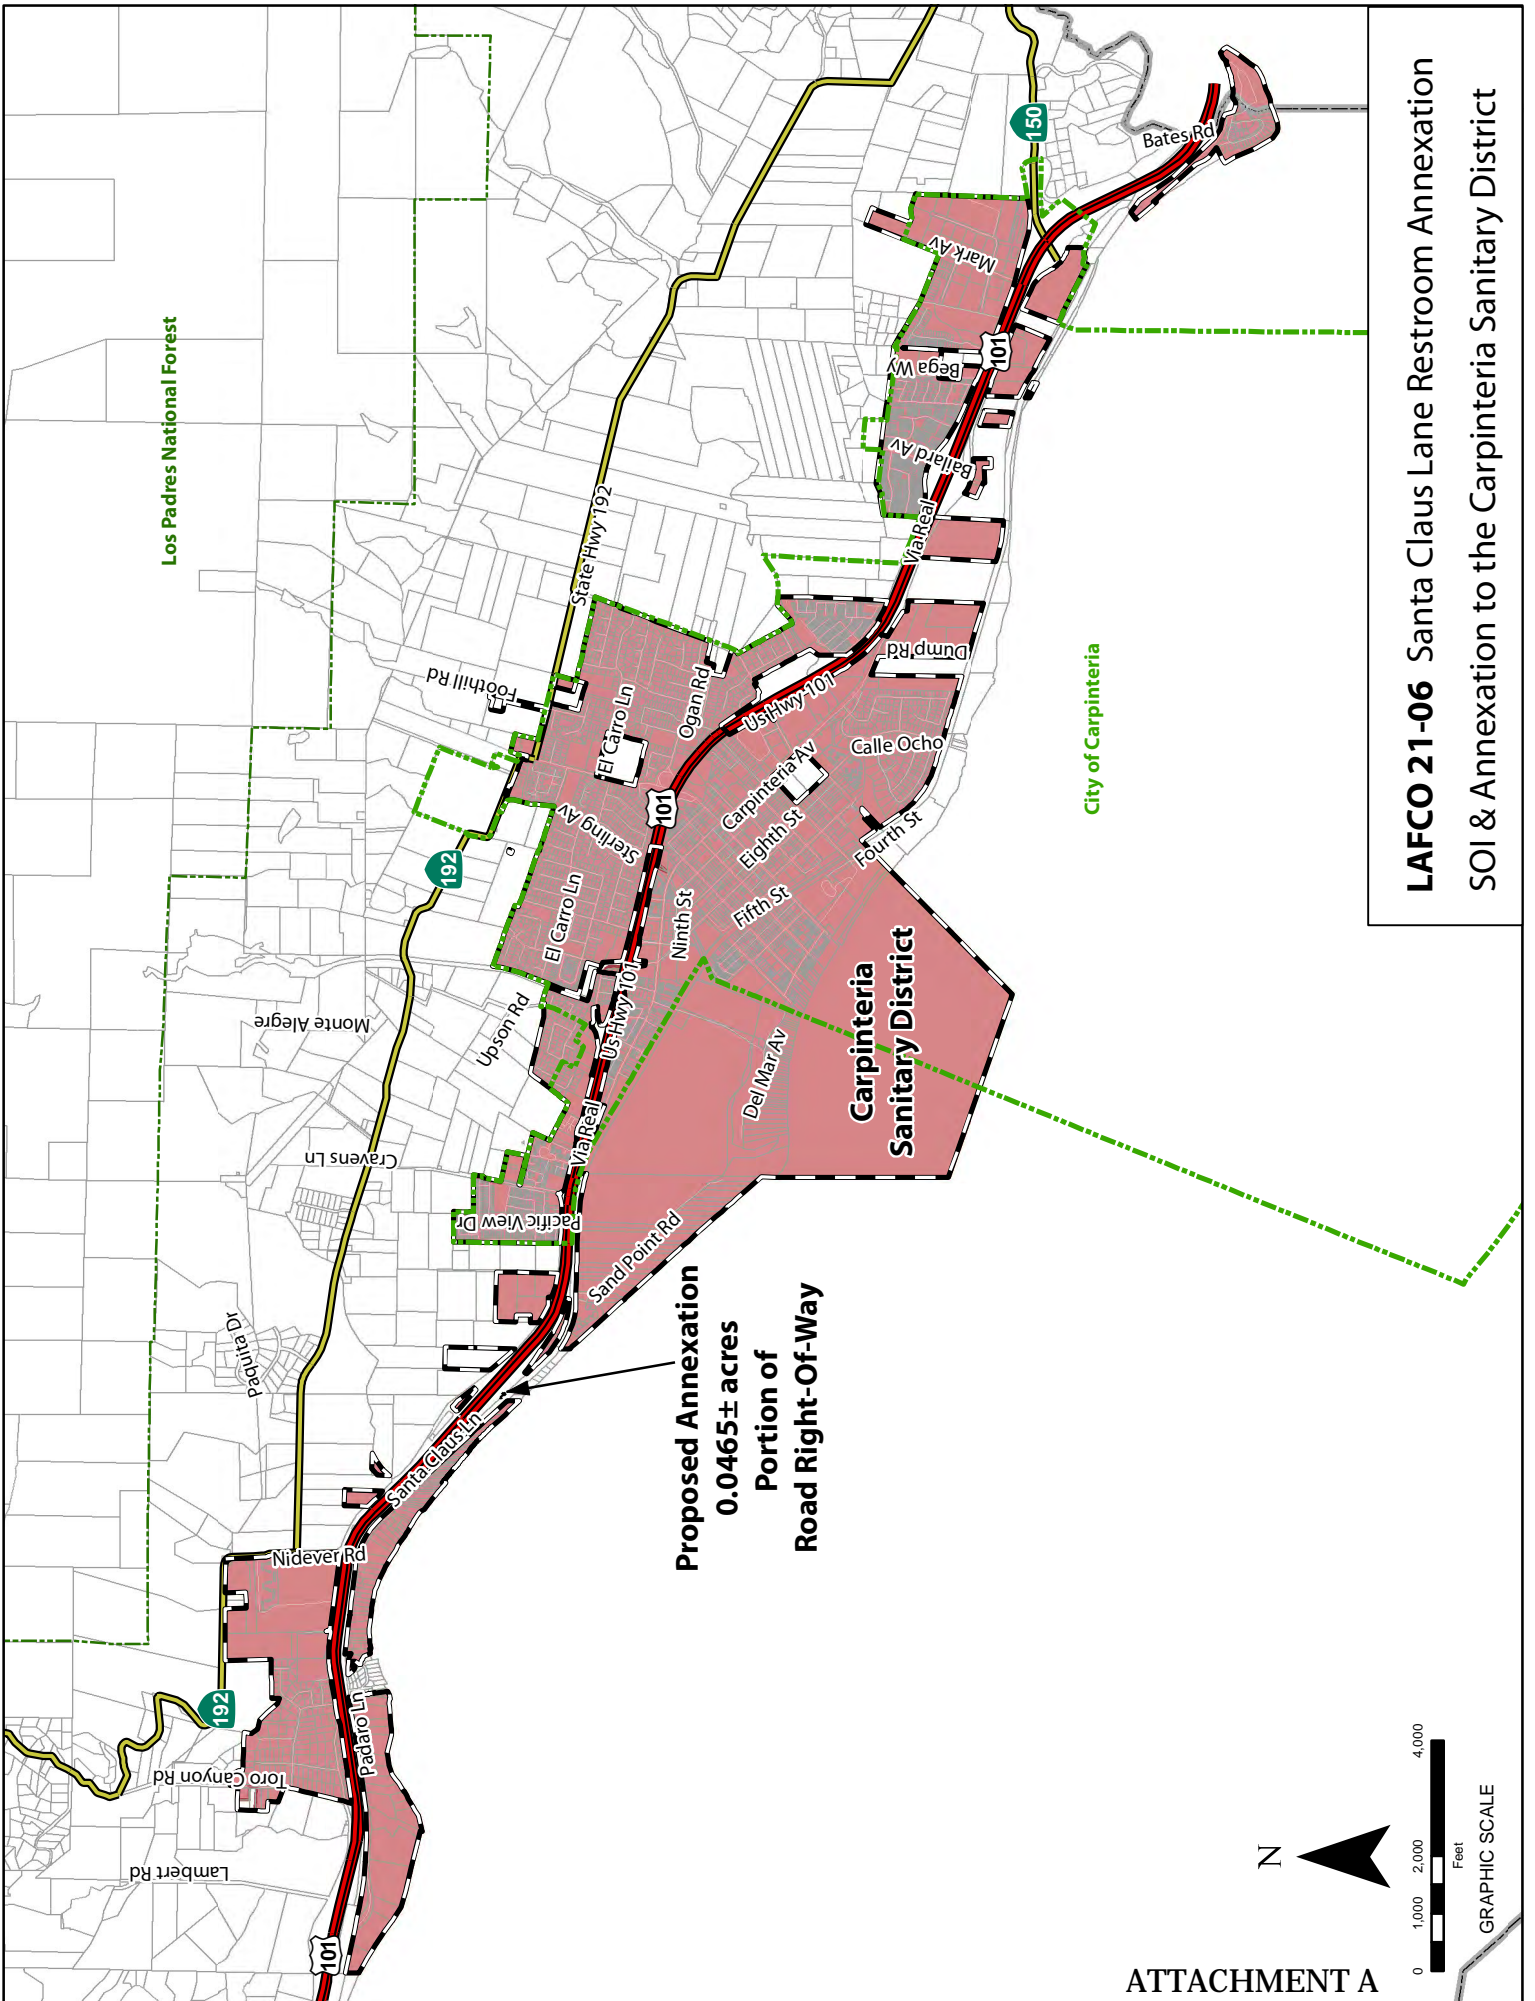 Los Padres National Forest
150
Bates Rd
Mark Av
Bega Wy
101
Bailard Av
Via Real
State Hwy 192
Foothill Rd
El Carro Ln
Ogan Rd
Us Hwy 101
Dump Rd
Calle Ocho
Carpinteria Av
Eighth St
Fourth St
Fifth St
Ninth St
101
Sterling Av
El Carro Ln
192
City of Carpinteria
Monte Alegre
Upson Rd
Us Hwy 101
Via Real
Del Mar Av
Carpinteria
Sanitary District
Cravens Ln
Pacific View Dr
Sand Point Rd
Paquita Dr
Proposed Annexation
0.0465± acres
Portion of
Road Right-Of-Way
Santa Claus Ln
Nidever Rd
192
Toro Canyon Rd
Padaro Ln
Lambert Rd
101
N
0 1,000 2,000 4,000
Feet
GRAPHIC SCALE
LAFCO 21-06 Santa Claus Lane Restroom Annexation
SOI & Annexation to the Carpinteria Sanitary District
ATTACHMENT A